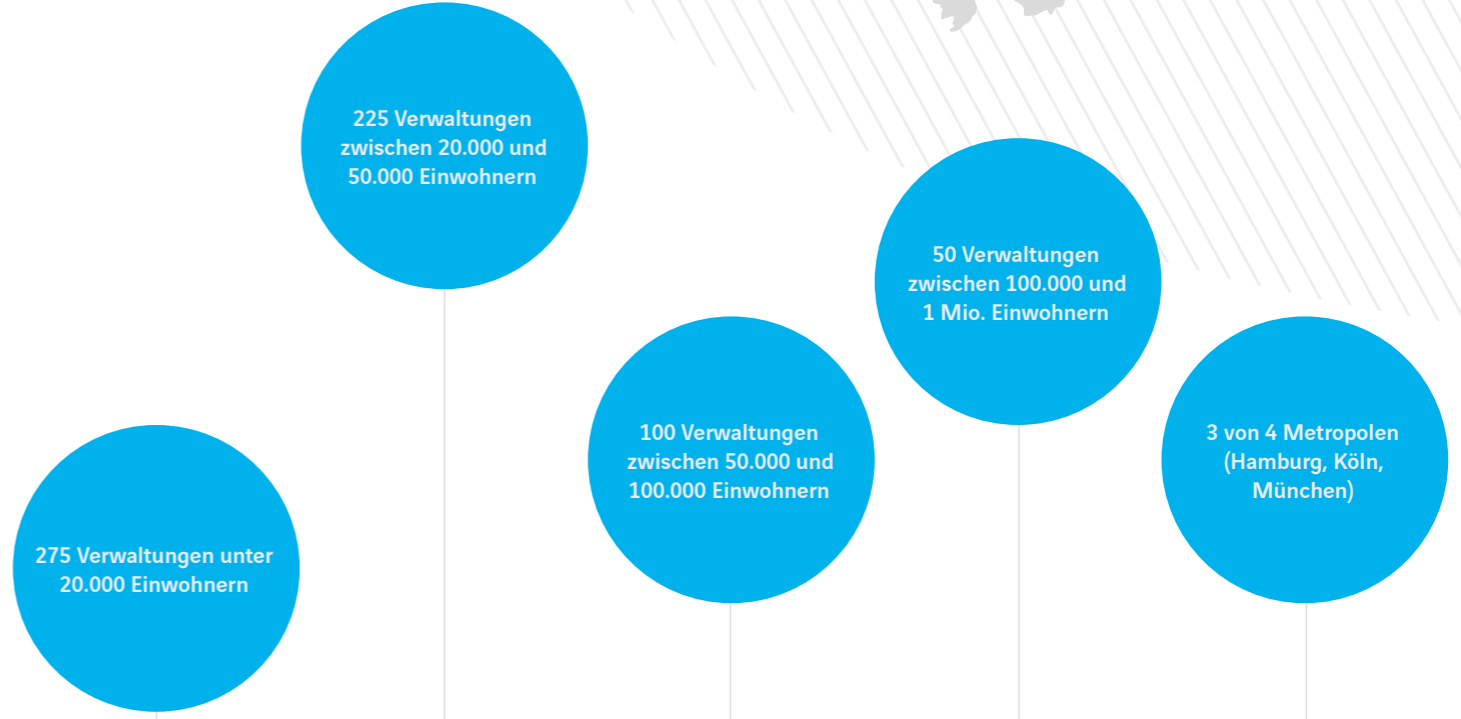 275 Verwaltungen unter
20.000 Einwohnern
225 Verwaltungen
zwischen 20.000 und
50.000 Einwohnern
100 Verwaltungen
zwischen 50.000 und
100.000 Einwohnern
50 Verwaltungen
zwischen 100.000 und
1 Mio. Einwohnern
3 von 4 Metropolen
(Hamburg, Köln,
München)